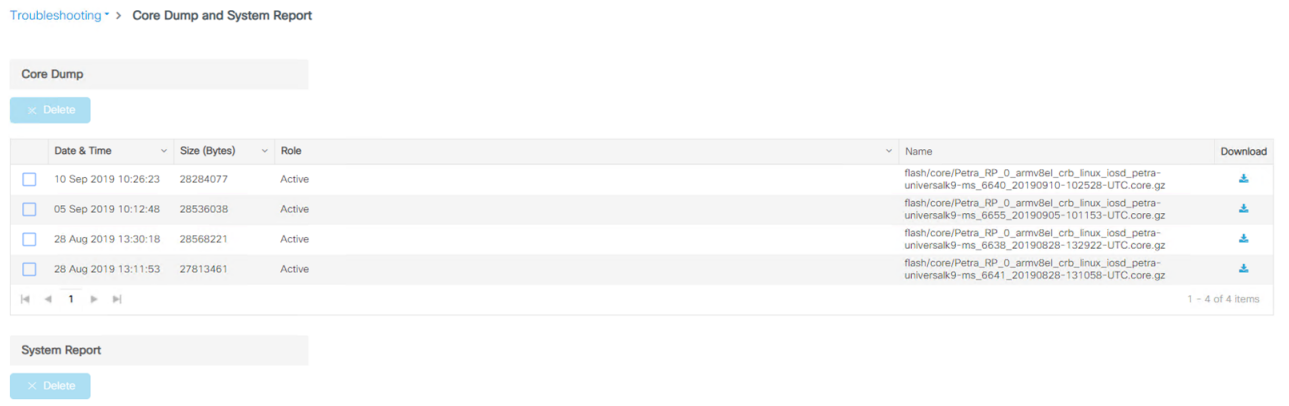 Troubleshooting > Core Dump and System Report
Core Dump
× Delete
Date & Time Size (Bytes) Role Name Download
10 Sep 2019 10:26:23 28284077 Active flash/core/Petra_RP_0_armv8el_crb_linux_iosd_petra-
universalk9-ms_6640_20190910-102528-UTC.core.gz
05 Sep 2019 10:12:48 28536038 Active flash/core/Petra_RP_0_armv8el_crb_linux_iosd_petra-
universalk9-ms_6655_20190905-101153-UTC.core.gz
28 Aug 2019 13:30:18 28568221 Active flash/core/Petra_RP_0_armv8el_crb_linux_iosd_petra-
universalk9-ms_6638_20190828-132922-UTC.core.gz
28 Aug 2019 13:11:53 27813461 Active flash/core/Petra_RP_0_armv8el_crb_linux_iosd_petra-
universalk9-ms_6641_20190828-131058-UTC.core.gz
1 1 - 4 of 4 items
System Report
× Delete